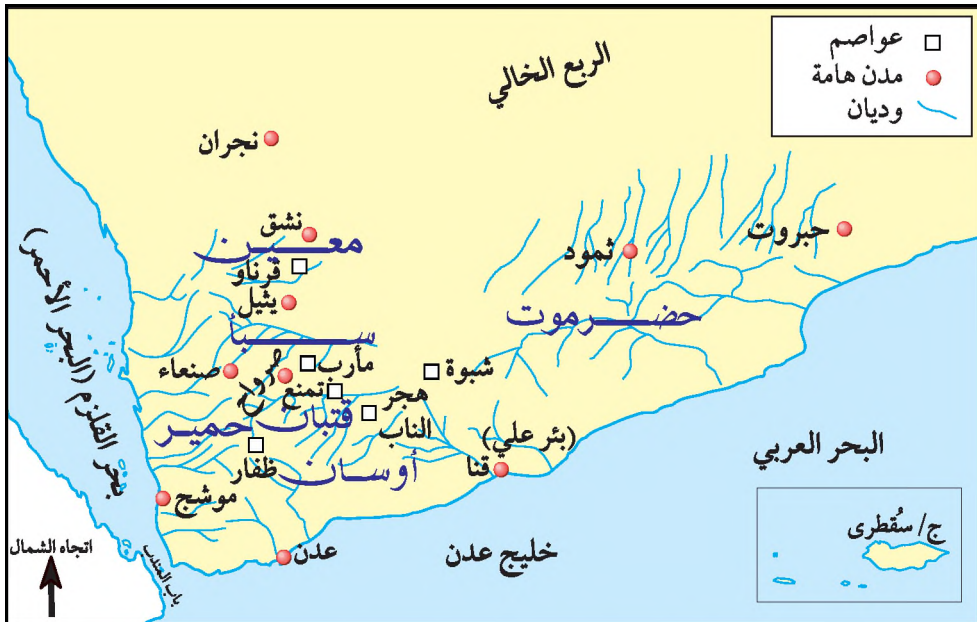 عواصم
مدن هامة
وديان
الربع الخالي
نجران
نشق
معين
قرناو
يثيل
سبأ
حبروت
ثمود
حضرموت
صنعاء
صرواح
مأرب
تمنع
شبوة
هجر
الناب
قتبان
حمير
ظفار
أوسان
(بئر علي)
قنا
موشج
عدن
بحر القلزم (البحر الأحمر)
باب المندب
خليج عدن
البحر العربي
ج/ سُقطرى
اتجاه الشمال